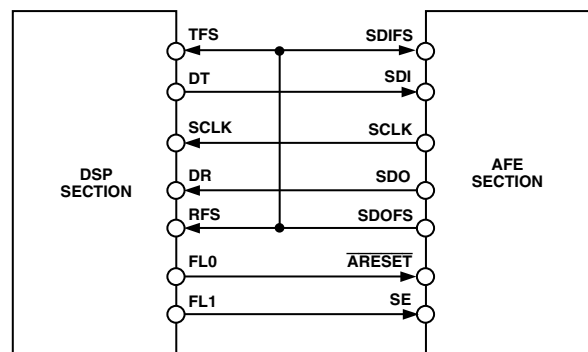 TFS SDIFS
DT SDI
SCLK SCLK
DSP
SECTION
AFE
SECTION
DR SDO
RFS SDOFS
FL0 ARESET
FL1 SE